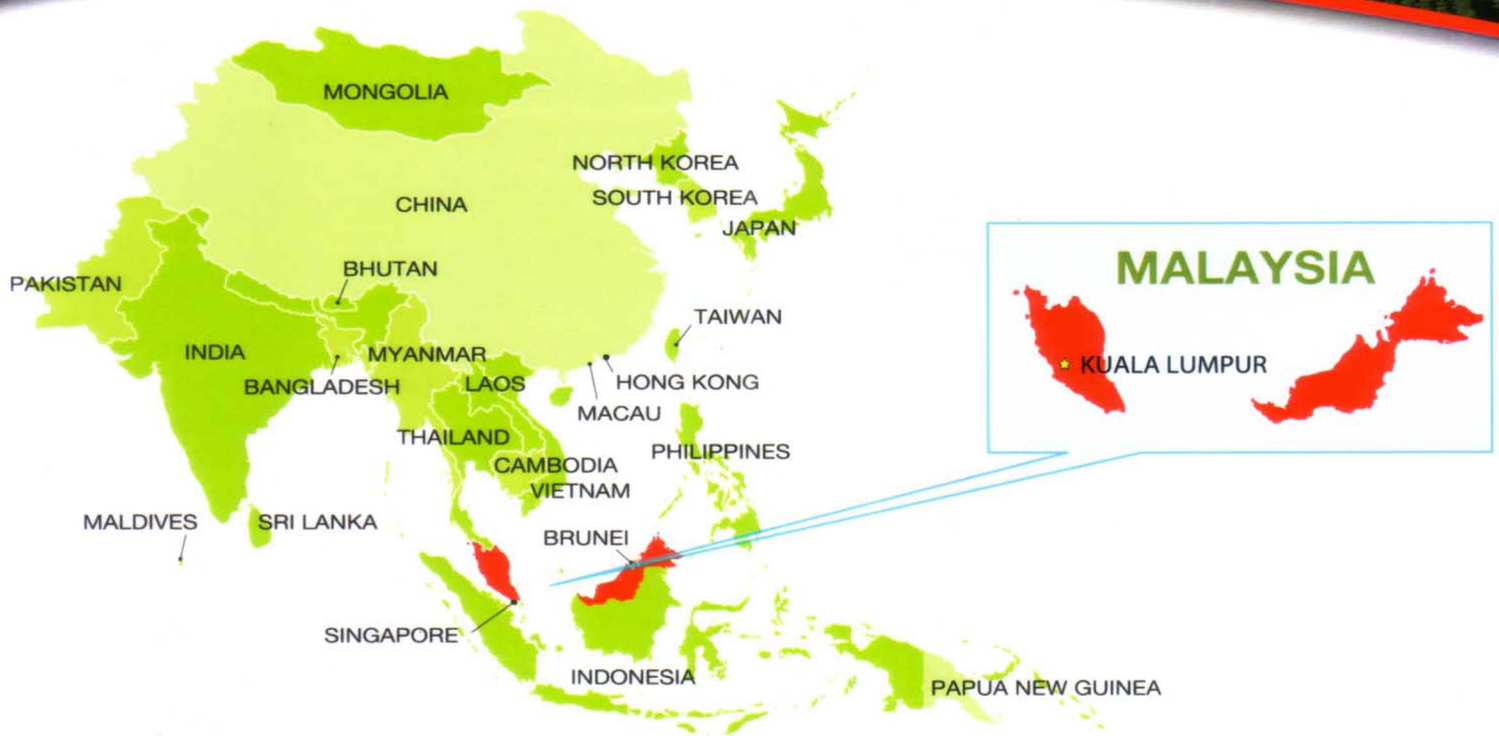 MONGOLIA
NORTH KOREA
CHINA
SOUTH KOREA
JAPAN
MALAYSIA
BHUTAN
PAKISTAN
TAIWAN
INDIA
MYANMAR
KUALA LUMPUR
BANGLADESH
LAOS
HONG KONG
MACAU
THAILAND
PHILIPPINES
CAMBODIA
VIETNAM
MALDIVES
SRI LANKA
BRUNEI
SINGAPORE
INDONESIA
PAPUA NEW GUINEA